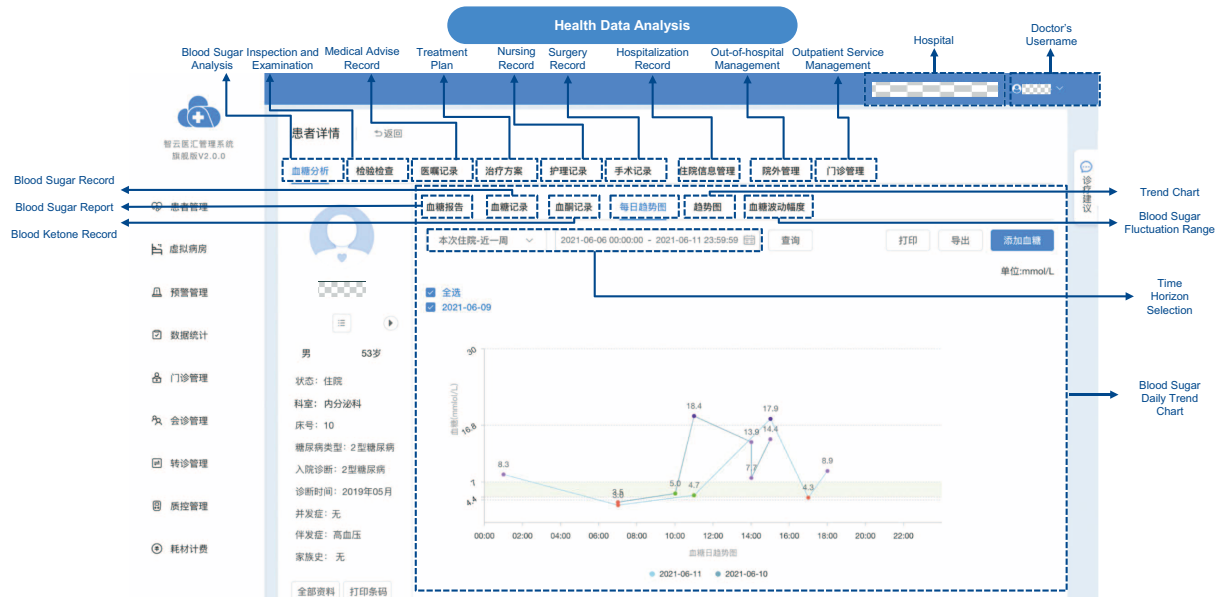 Health Data Analysis
Blood Sugar
Analysis
Inspection and
Examination
Medical Advise
Record
Treatment
Plan
Nursing
Record
Surgery
Record
Hospitalization
Record
Out-of-hospital
Management
Outpatient Service
Management
Hospital
Doctor's
Username
智云医汇管理系统
旗舰版V2.0.0
患者详情
返回
血糖分析
检验检查
医嘱记录
治疗方案
护理记录
手术记录
住院信息管理
院外管理
门诊管理
诊疗建议
Blood Sugar Record
Blood Sugar Report
Blood Ketone Record
Trend Chart
Blood Sugar
Fluctuation Range
Time
Horizon
Selection
Blood Sugar
Daily Trend
Chart
患者管理
虚拟病房
预警管理
数据统计
门诊管理
会诊管理
转诊管理
质控管理
耗材计费
男
53岁
状态：住院
科室：内分泌科
床号：10
糖尿病类型：2型糖尿病
入院诊断：2型糖尿病
诊断时间：2019年05月
并发症：无
伴发症：高血压
家族史：无
全部资料
打印条码
血糖报告
血糖记录
血酮记录
每日趋势图
趋势图
血糖波动幅度
本次住院-近一周
2021-06-06 00:00:00 - 2021-06-11 23:59:59
查询
打印
导出
添加血糖
单位:mmol/L
全选
2021-06-09
血糖(mmlol/L)
30
16.8
7
4.4
8.3
3.5
5.0
4.7
18.4
13.9
7.7
17.9
14.4
4.3
8.9
00:00
02:00
04:00
06:00
08:00
10:00
12:00
14:00
16:00
18:00
20:00
22:00
血糖日趋势图
2021-06-11
2021-06-10